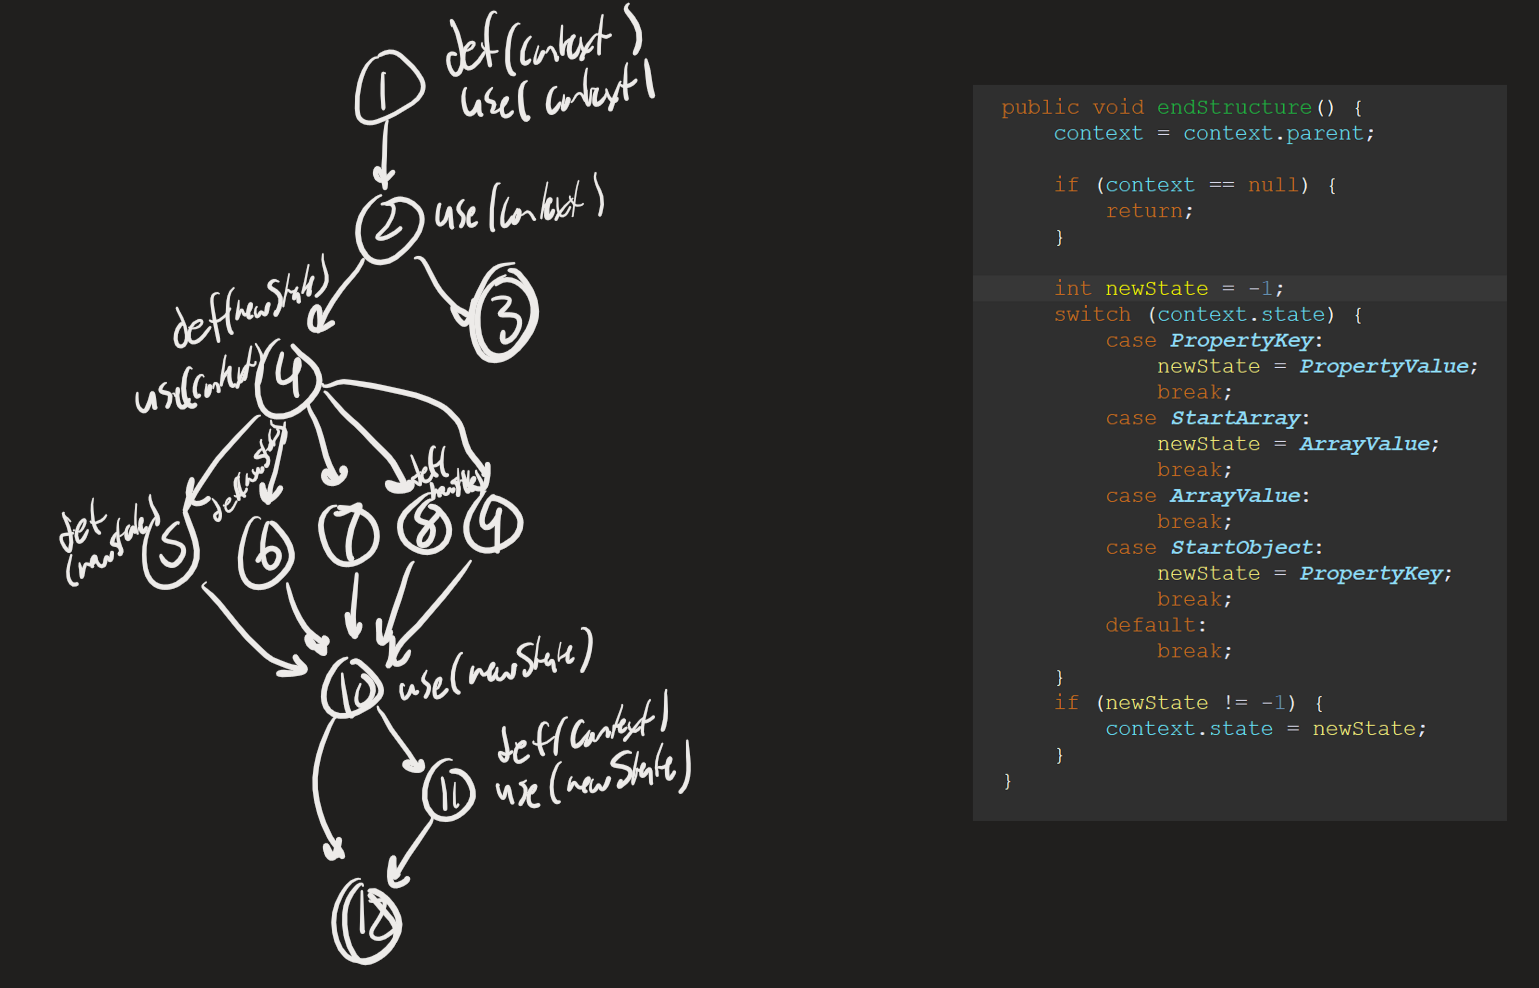 1
def(context)
use(context)
2
use(context)
3
def(newState)
use(context)
4
def
(newState)
5
def(newState)
6
7
def(
newState)
8
9
10
use(newState)
11
def(context)
use(newState)
12
public void endStructure() {
context = context.parent;
if (context == null) {
return;
}
int newState = -1;
switch (context.state) {
case PropertyKey:
newState = PropertyValue;
break;
case StartArray:
newState = ArrayValue;
break;
case ArrayValue:
break;
case StartObject:
newState = PropertyKey;
break;
default:
break;
}
if (newState != -1) {
context.state = newState;
}
}